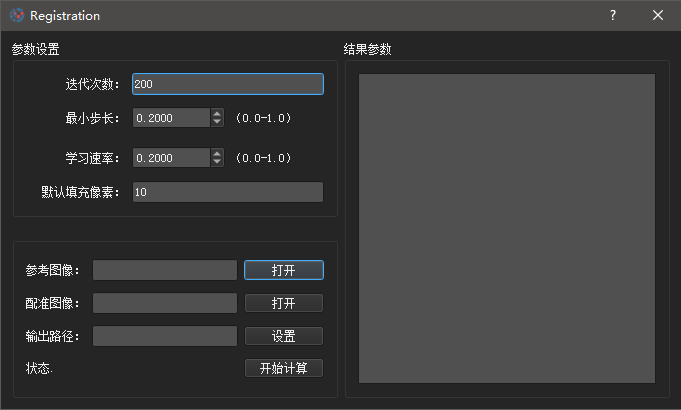 Registration
参数设置
迭代次数： 200
最小步长： 0.2000 (0.0-1.0)
学习速率： 0.2000 (0.0-1.0)
默认填充像素： 10
参考图像： 打开
配准图像： 打开
输出路径： 设置
状态. 开始计算
结果参数